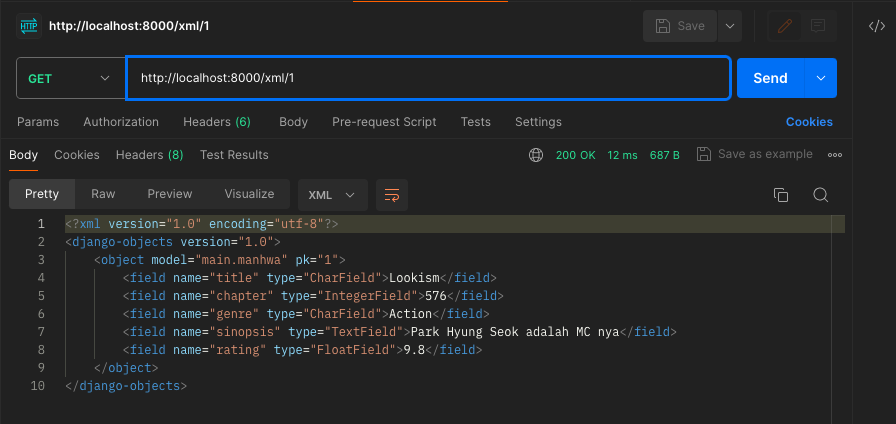 HTTP http://localhost:8000/xml/1 Save
GET http://localhost:8000/xml/1 Send
Params Authorization Headers (6) Body Pre-request Script Tests Settings Cookies
Body Cookies Headers (8) Test Results 200 OK 12 ms 687 B Save as example
Pretty Raw Preview Visualize XML
1 <?xml version="1.0" encoding="utf-8"?>
2 <django-objects version="1.0">
3 <object model="main.manhwa" pk="1">
4 <field name="title" type="CharField">Lookism</field>
5 <field name="chapter" type="IntegerField">576</field>
6 <field name="genre" type="CharField">Action</field>
7 <field name="sinopsis" type="TextField">Park Hyung Seok adalah MC nya</field>
8 <field name="rating" type="FloatField">9.8</field>
9 </object>
10 </django-objects>